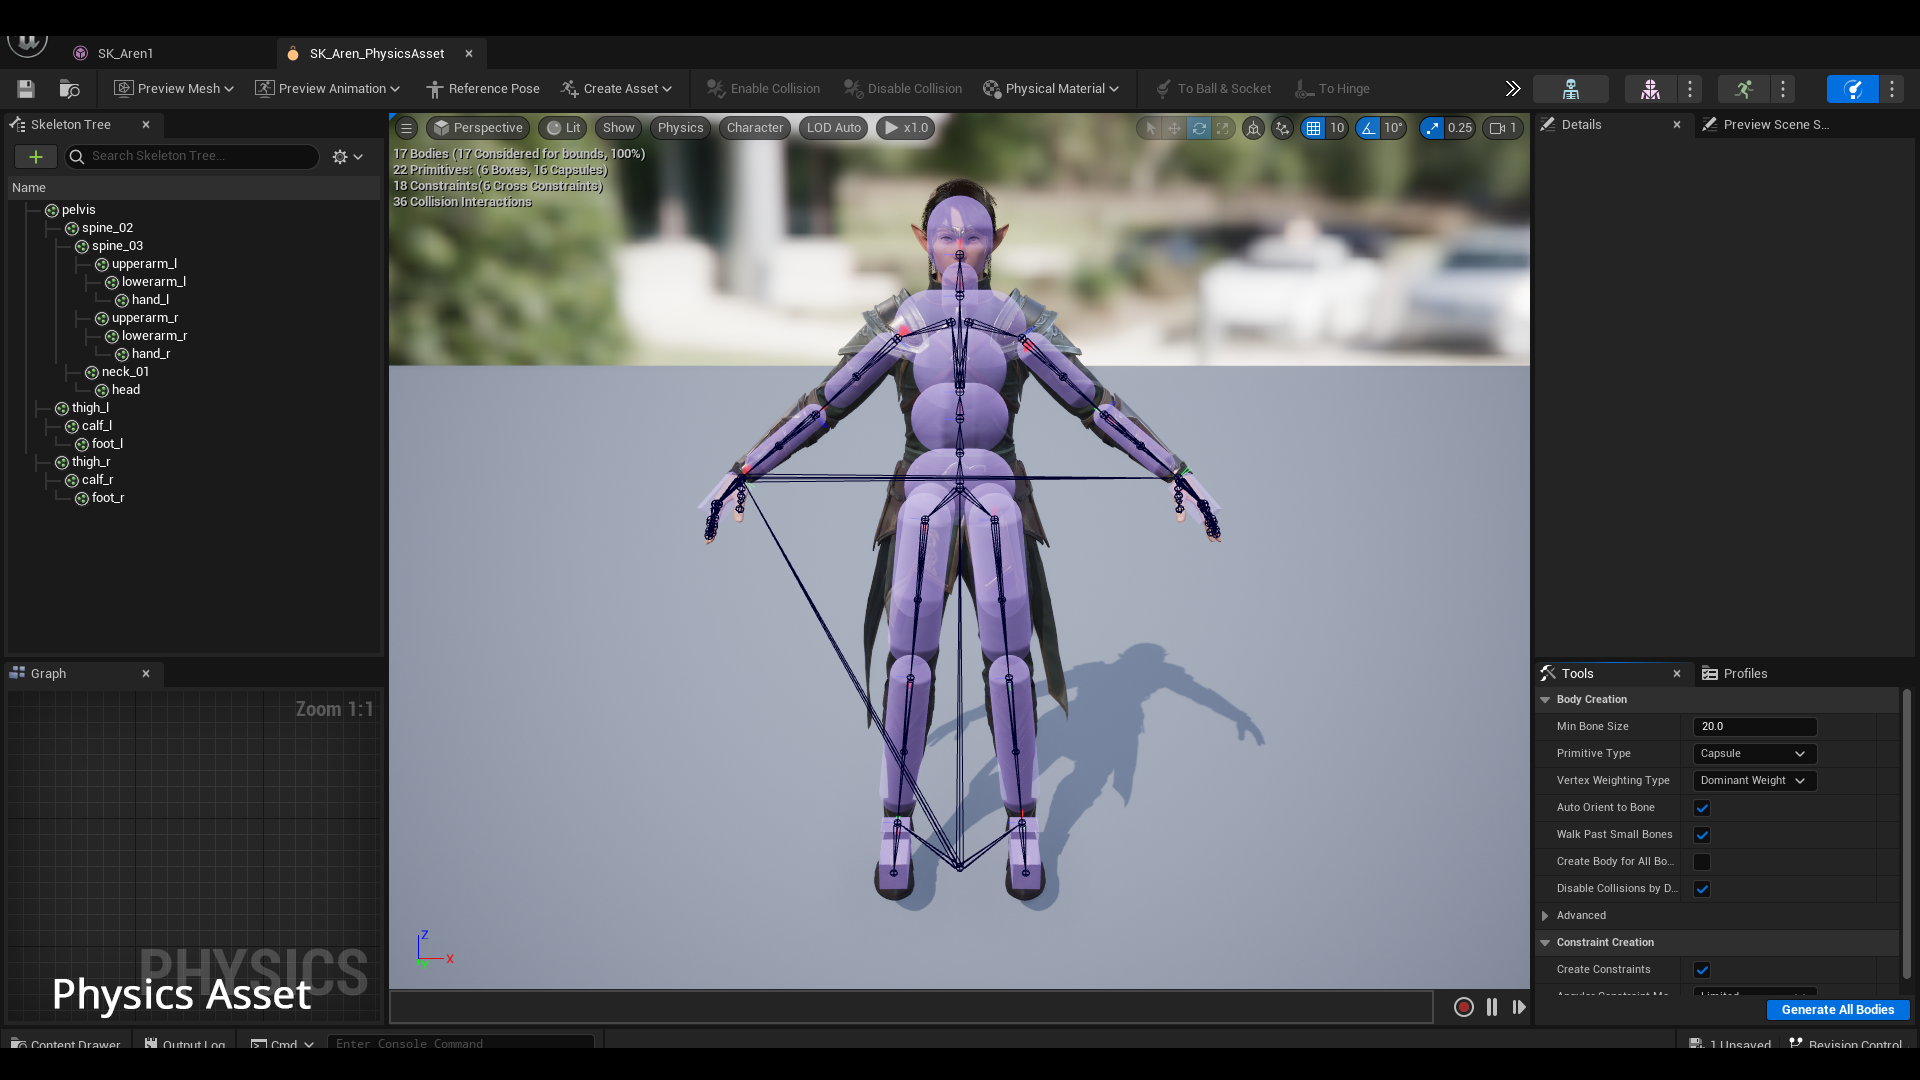 SK_Aren1
SK_Aren_PhysicsAsset
Preview Mesh
Preview Animation
Reference Pose
Create Asset
Enable Collision
Disable Collision
Physical Material
To Ball & Socket
To Hinge
Skeleton Tree
Search Skeleton Tree...
Name
pelvis
spine_02
spine_03
upperarm_l
lowerarm_l
hand_l
upperarm_r
lowerarm_r
hand_r
neck_01
head
thigh_l
calf_l
foot_l
thigh_r
calf_r
foot_r
Graph
Zoom 1:1
PHYSICS
Physics Asset
Perspective
Lit
Show
Physics
Character
LOD Auto
x1.0
10
10°
0.25
1
17 Bodies (17 Considered for bounds, 100%)
22 Primitives: (6 Boxes, 16 Capsules)
18 Constraints(6 Cross Constraints)
36 Collision Interactions
Z
X
Y
Details
Preview Scene S...
Tools
Profiles
Body Creation
Min Bone Size
20.0
Primitive Type
Capsule
Vertex Weighting Type
Dominant Weight
Auto Orient to Bone
Walk Past Small Bones
Create Body for All Bo...
Disable Collisions by D...
Advanced
Constraint Creation
Create Constraints
Angular Constraint Mo...
Limited
Generate All Bodies
Content Drawer
Output Log
Cmd
Enter Console Command
1 Unsaved
Revision Control